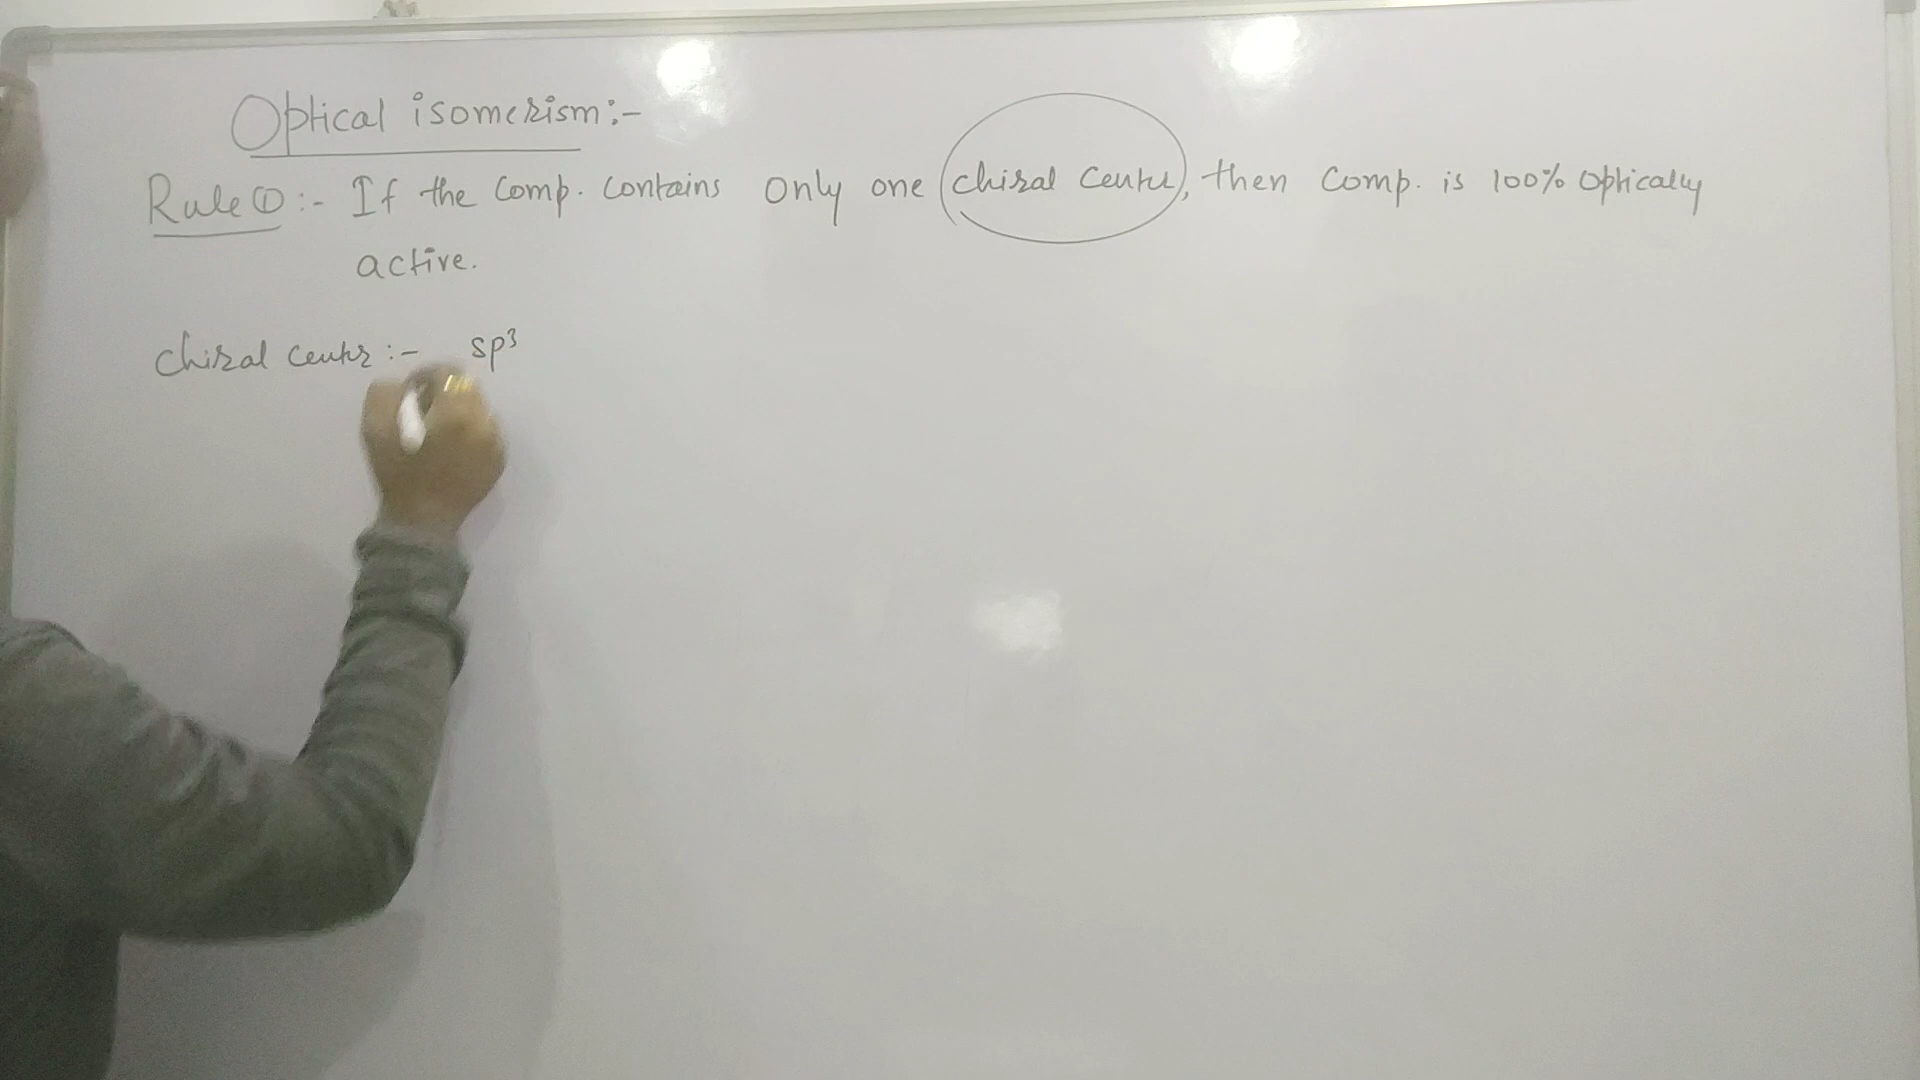 Optical isomerism:-
Rule ① :- If the Comp. Contains only one chiral centre, then Comp. is 100% optically
active.
Chiral center :- sp³